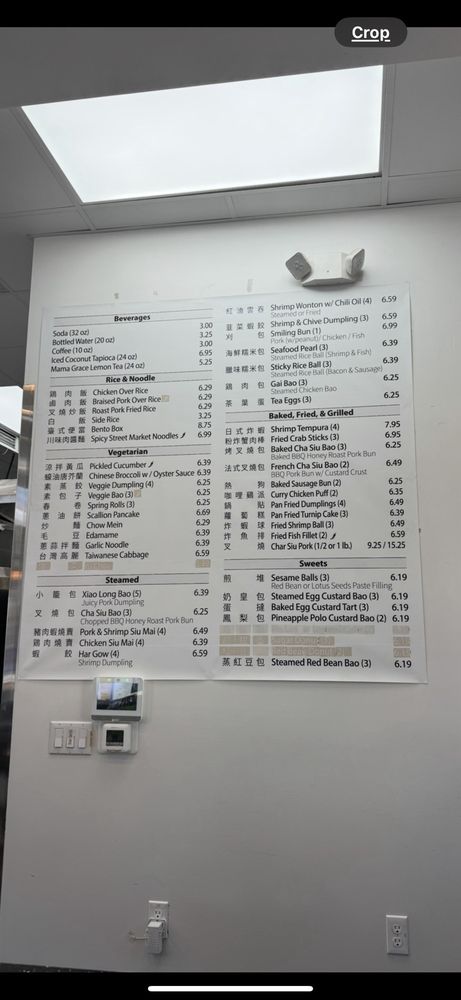 Crop
Beverages
Soda (32 oz) 3.00
Bottled Water (20 oz) 3.25
Coffee (10 oz) 3.00
Iced Coconut Tapioca (24 oz) 6.95
Mama Grace Lemon Tea (24 oz) 5.25
Rice & Noodle
鷄肉飯 Chicken Over Rice 6.29
鹵肉飯 Braised Pork Over Rice 6.29
叉燒炒飯 Roast Pork Fried Rice 6.29
白飯 Side Rice 3.25
臺式便當 Bento Box 8.75
川味肉醬麵 Spicy Street Market Noodles 6.99
Vegetarian
涼拌黃瓜 Pickled Cucumber 6.39
蠔油唐芥蘭 Chinese Broccoli w / Oyster Sauce 6.39
素蒸餃 Veggie Dumpling (4) 6.25
素包子 Veggie Bao (3) 6.25
春卷 Spring Rolls (3) 6.25
蔥油餅 Scallion Pancake 6.69
炒麵 Chow Mein 6.29
毛豆 Edamame 6.39
蔥蒜拌麵 Garlic Noodle 6.39
台灣高麗 Taiwanese Cabbage 6.59
Steamed
小籠包 Xiao Long Bao (5) 6.39
Juicy Pork Dumpling
叉燒包 Cha Siu Bao (3) 6.25
Chopped BBQ Honey Roast Pork Bun
豬肉蝦燒賣 Pork & Shrimp Siu Mai (4) 6.49
鷄肉燒賣 Chicken Siu Mai (4) 6.39
蝦餃 Har Gow (4) 6.59
Shrimp Dumpling
紅油雲吞 Shrimp Wonton w/ Chili Oil (4) 6.59
Steamed or Fried
韮菜蝦餃 Shrimp & Chive Dumpling (3) 6.59
刈包 Smiling Bun (1) 6.99
Pork (w/peanut)/ Chicken / Fish
海鮮糯米包 Seafood Pearl (3) 6.39
Steamed Rice Ball (Shrimp & Fish)
臘味糯米包 Sticky Rice Ball (3) 6.39
Steamed Rice Ball (Bacon & Sausage)
鷄肉包 Gai Bao (3) 6.25
Steamed Chicken Bao
茶葉蛋 Tea Eggs (3) 6.25
Baked, Fried, & Grilled
日式炸蝦 Shrimp Tempura (4) 7.95
粉炸蟹肉棒 Fried Crab Sticks (3) 6.95
烤叉燒包 Baked Cha Siu Bao (3) 6.25
Baked BBQ Honey Roast Pork Bun
法式叉燒包 French Cha Siu Bao (2) 6.49
BBQ Pork Bun w/ Custard Crust
熱狗 Baked Sausage Bun (2) 6.25
咖哩鷄派 Curry Chicken Puff (2) 6.35
鍋貼 Pan Fried Dumplings (4) 6.49
蘿蔔糕 Pan Fried Turnip Cake (3) 6.39
炸蝦球 Fried Shrimp Ball (3) 6.49
炸魚排 Fried Fish Fillet (2) 6.59
叉燒 Char Siu Pork (1/2 or 1 lb.) 9.25 / 15.25
Sweets
煎堆 Sesame Balls (3) 6.19
Red Bean or Lotus Seeds Paste Filling
奶皇包 Steamed Egg Custard Bao (3) 6.19
蛋撻 Baked Egg Custard Tart (3) 6.19
鳳梨包 Pineapple Polo Custard Bao (2) 6.19
蒸紅豆包 Steamed Red Bean Bao (3) 6.19